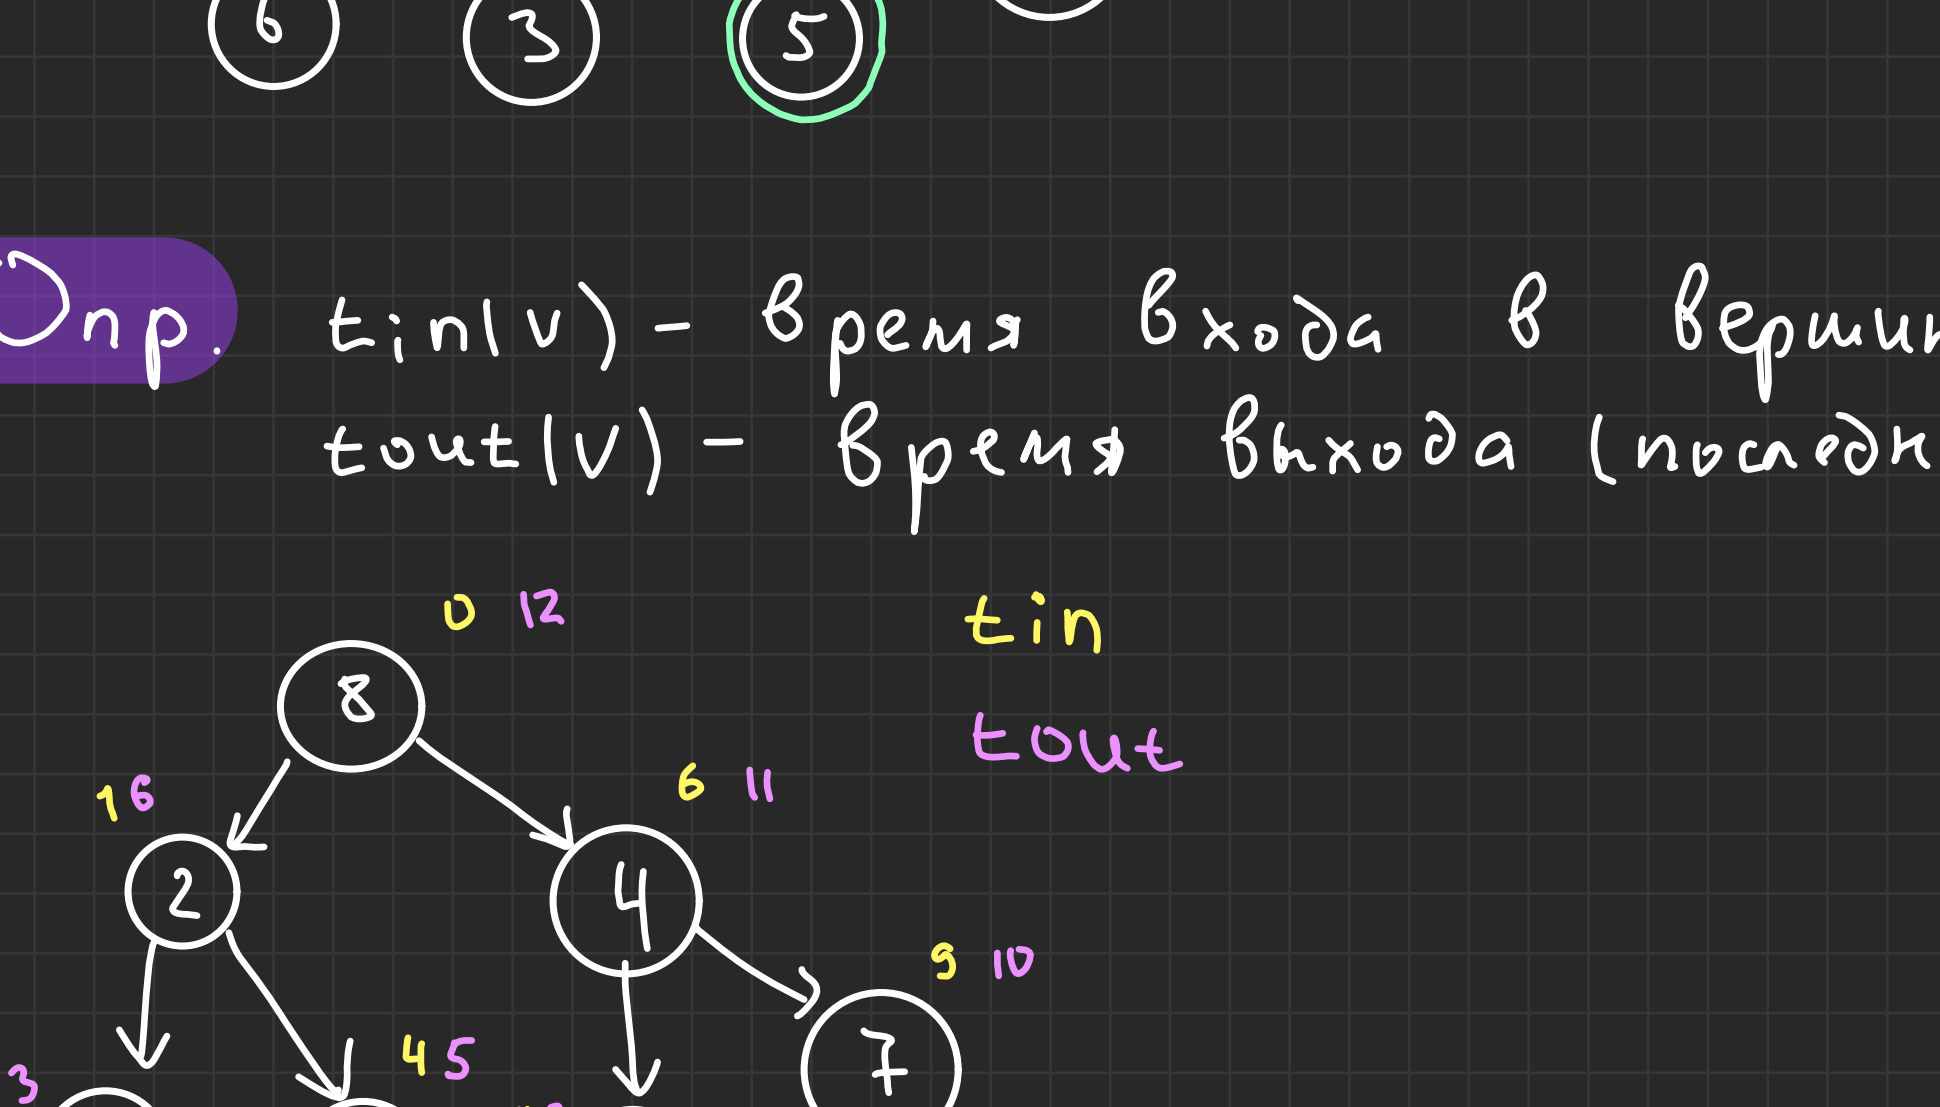 6 3 5
Опр. tin(v) - время входа в вершин
tout(v) - время выхода (последн
0 12 tin
8
tout
1 6 6 11
2 4
9 10
7
4 5
3